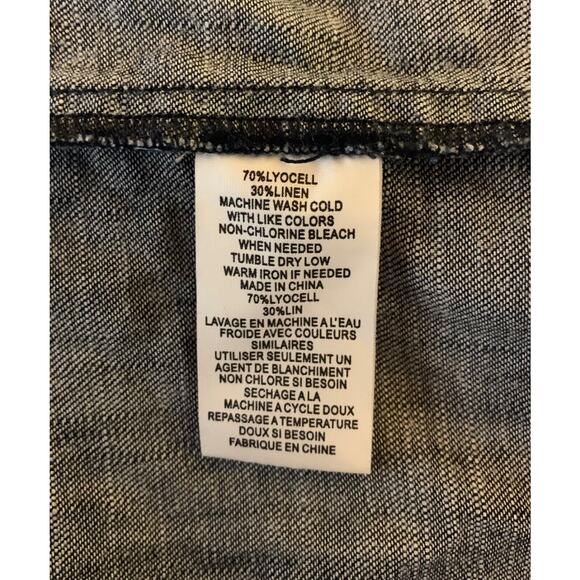 70%LYOCELL
30%LINEN
MACHINE WASH COLD
WITH LIKE COLORS
NON-CHLORINE BLEACH
WHEN NEEDED
TUMBLE DRY LOW
WARM IRON IF NEEDED
MADE IN CHINA
70%LYOCELL
30%LIN
LAVAGE EN MACHINE A L'EAU
FROIDE AVEC COULEURS
SIMILAIRES
UTILISER SEULEMENT UN
AGENT DE BLANCHIMENT
NON CHLORE SI BESOIN
SECHAGE A LA
MACHINE A CYCLE DOUX
REPASSAGE A TEMPERATURE
DOUX SI BESOIN
FABRIQUE EN CHINE